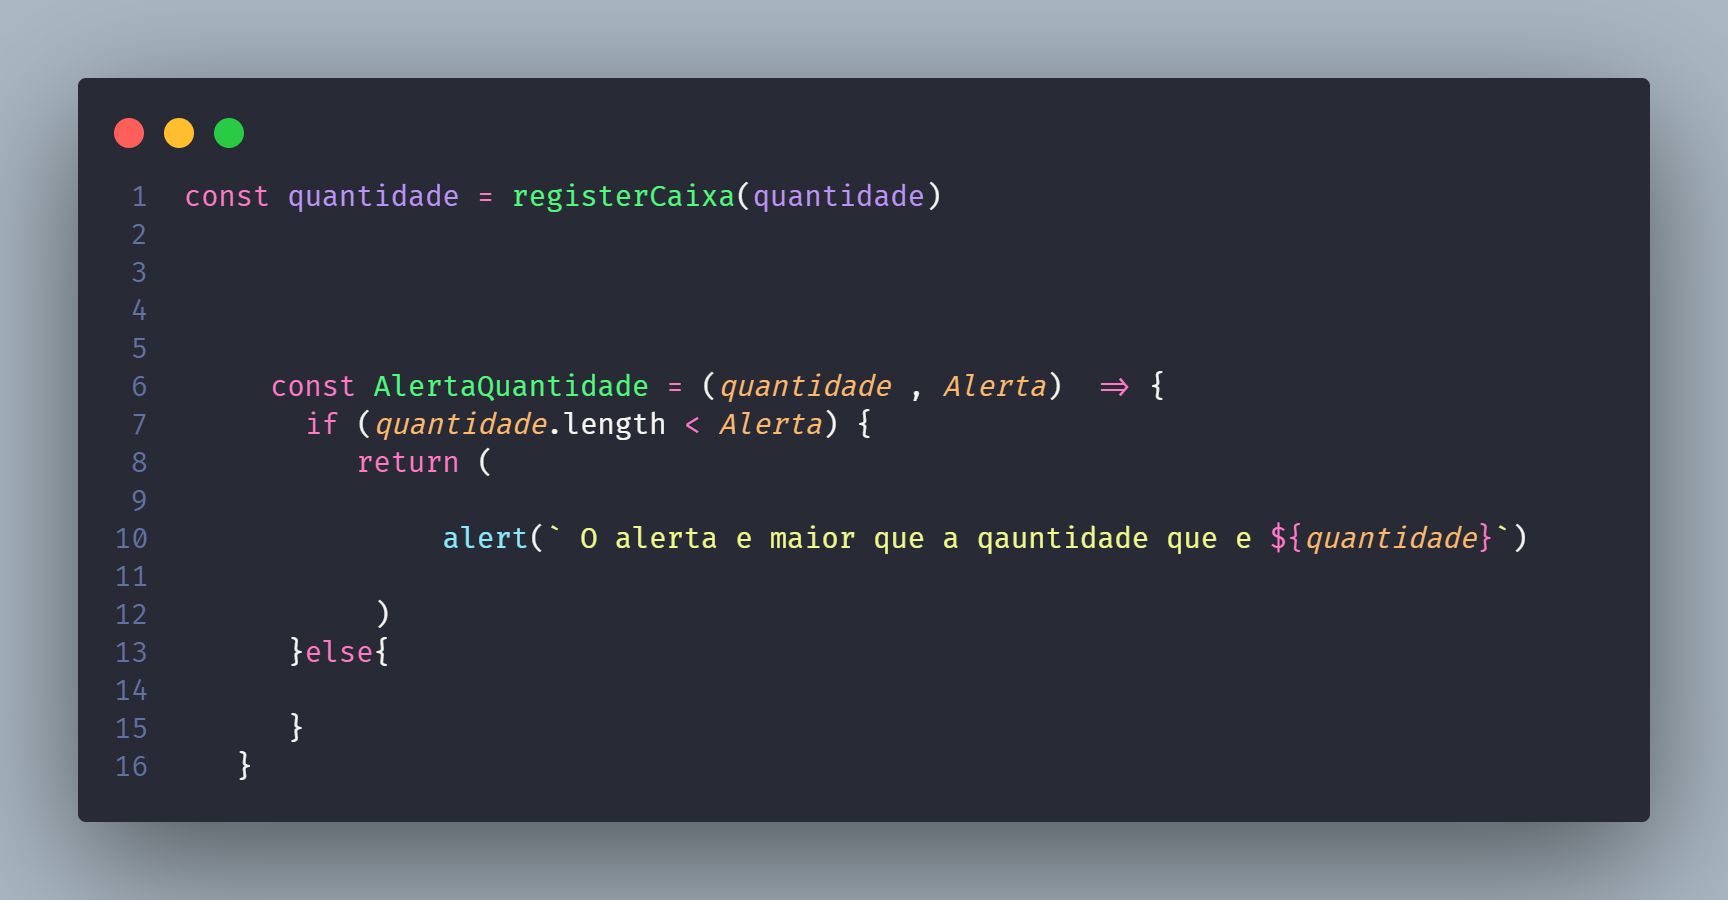 1 const quantidade = registerCaixa(quantidade)
2
3
4
5
6 const AlertaQuantidade = (quantidade , Alerta) => {
7 if (quantidade.length < Alerta) {
8 return (
9
10 alert(` O alerta e maior que a qauntidade que e ${quantidade}`)
11
12 )
13 }else{
14
15 }
16 }